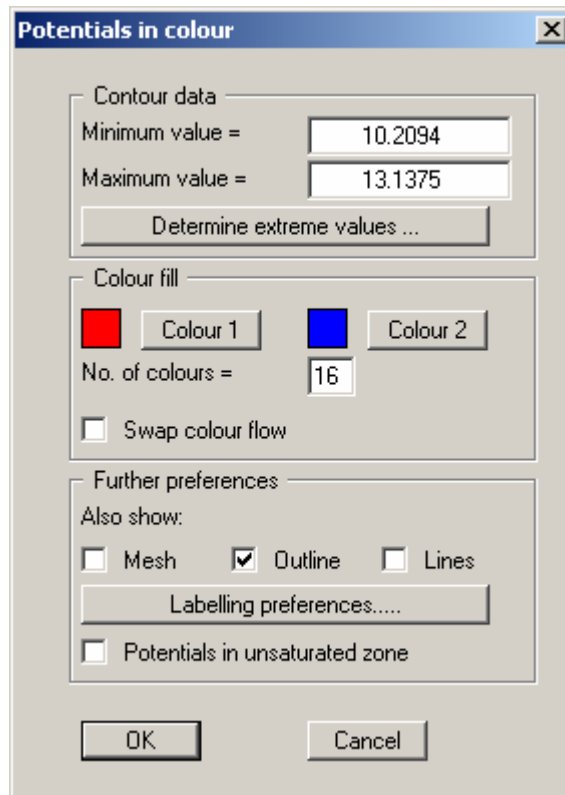 Potentials in colour
Contour data
Minimum value = 10.2094
Maximum value = 13.1375
Determine extreme values ...
Colour fill
Colour 1 Colour 2
No. of colours = 16
Swap colour flow
Further preferences
Also show:
Mesh Outline Lines
Labelling preferences.....
Potentials in unsaturated zone
OK Cancel